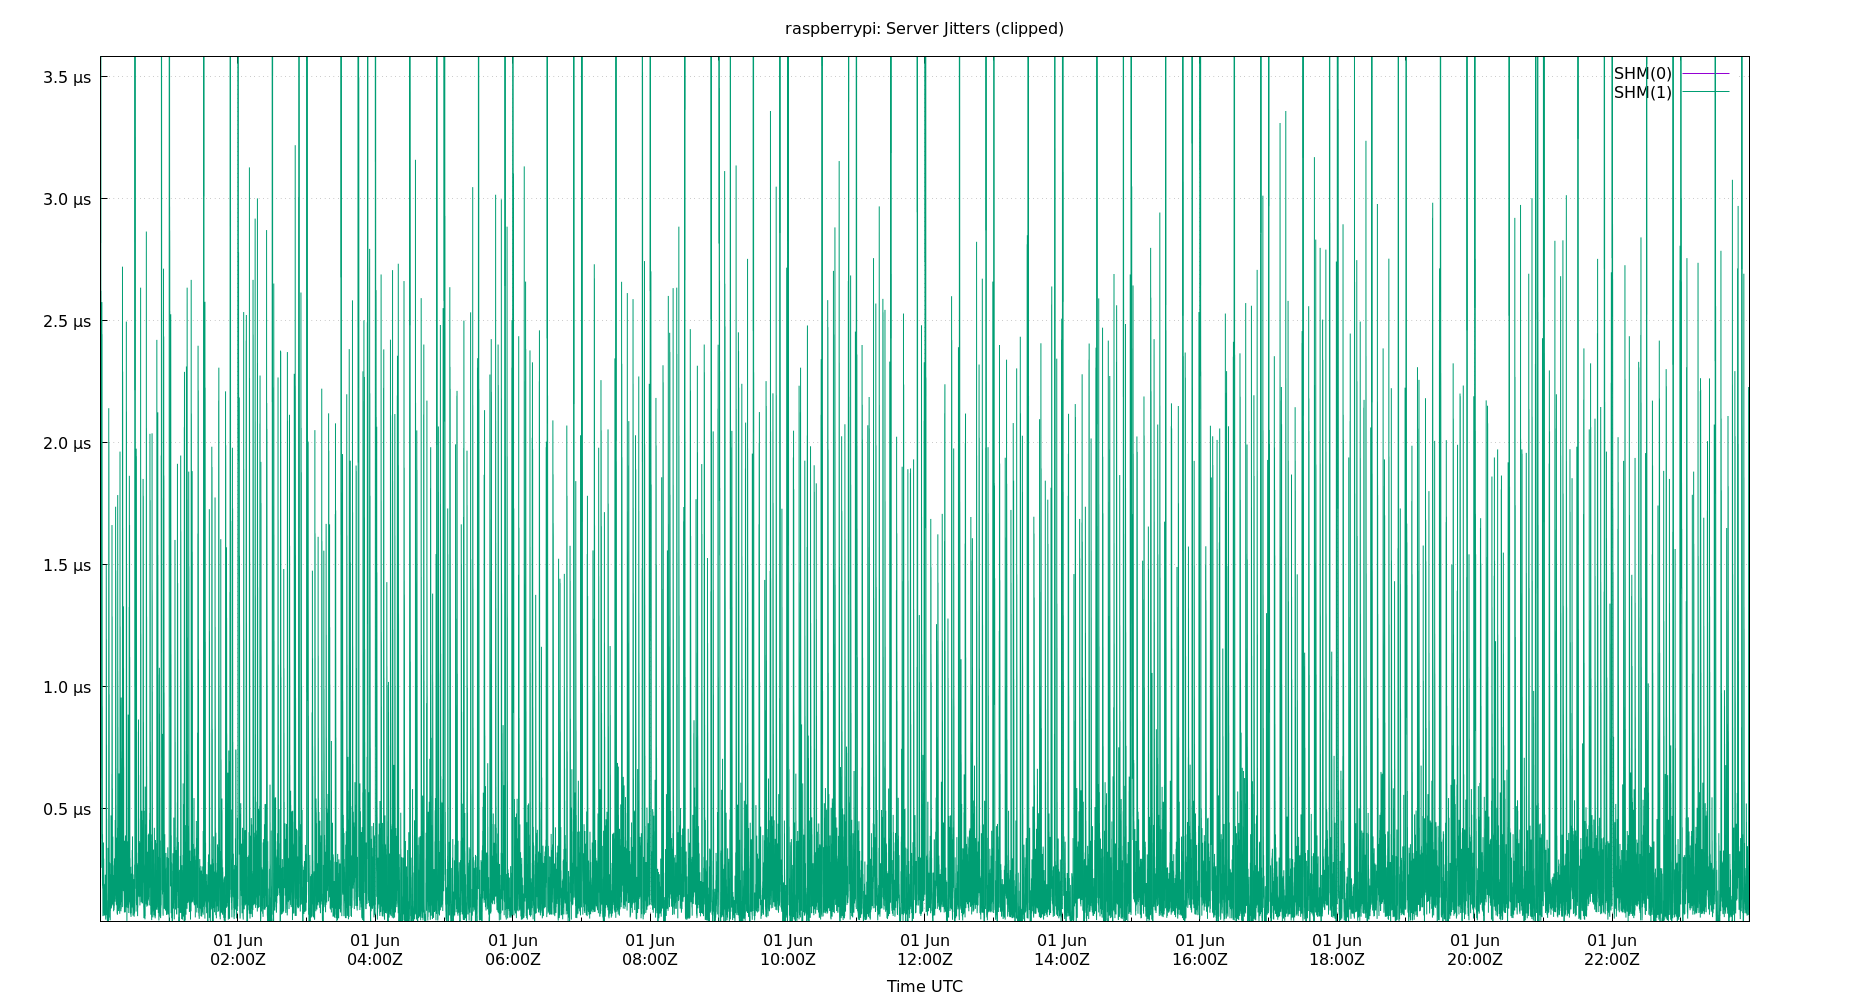 raspberrypi: Server Jitters (clipped)
SHM(0)
SHM(1)
3.5 µs
3.0 µs
2.5 µs
2.0 µs
1.5 µs
1.0 µs
0.5 µs
01 Jun 01 Jun 01 Jun 01 Jun 01 Jun 01 Jun 01 Jun 01 Jun 01 Jun 01 Jun 01 Jun
02:00Z 04:00Z 06:00Z 08:00Z 10:00Z 12:00Z 14:00Z 16:00Z 18:00Z 20:00Z 22:00Z
Time UTC